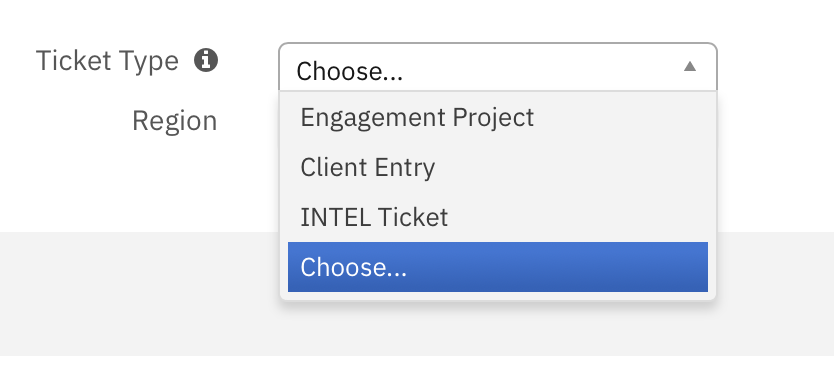 Ticket Type
Choose...
Region
Engagement Project
Client Entry
INTEL Ticket
Choose...